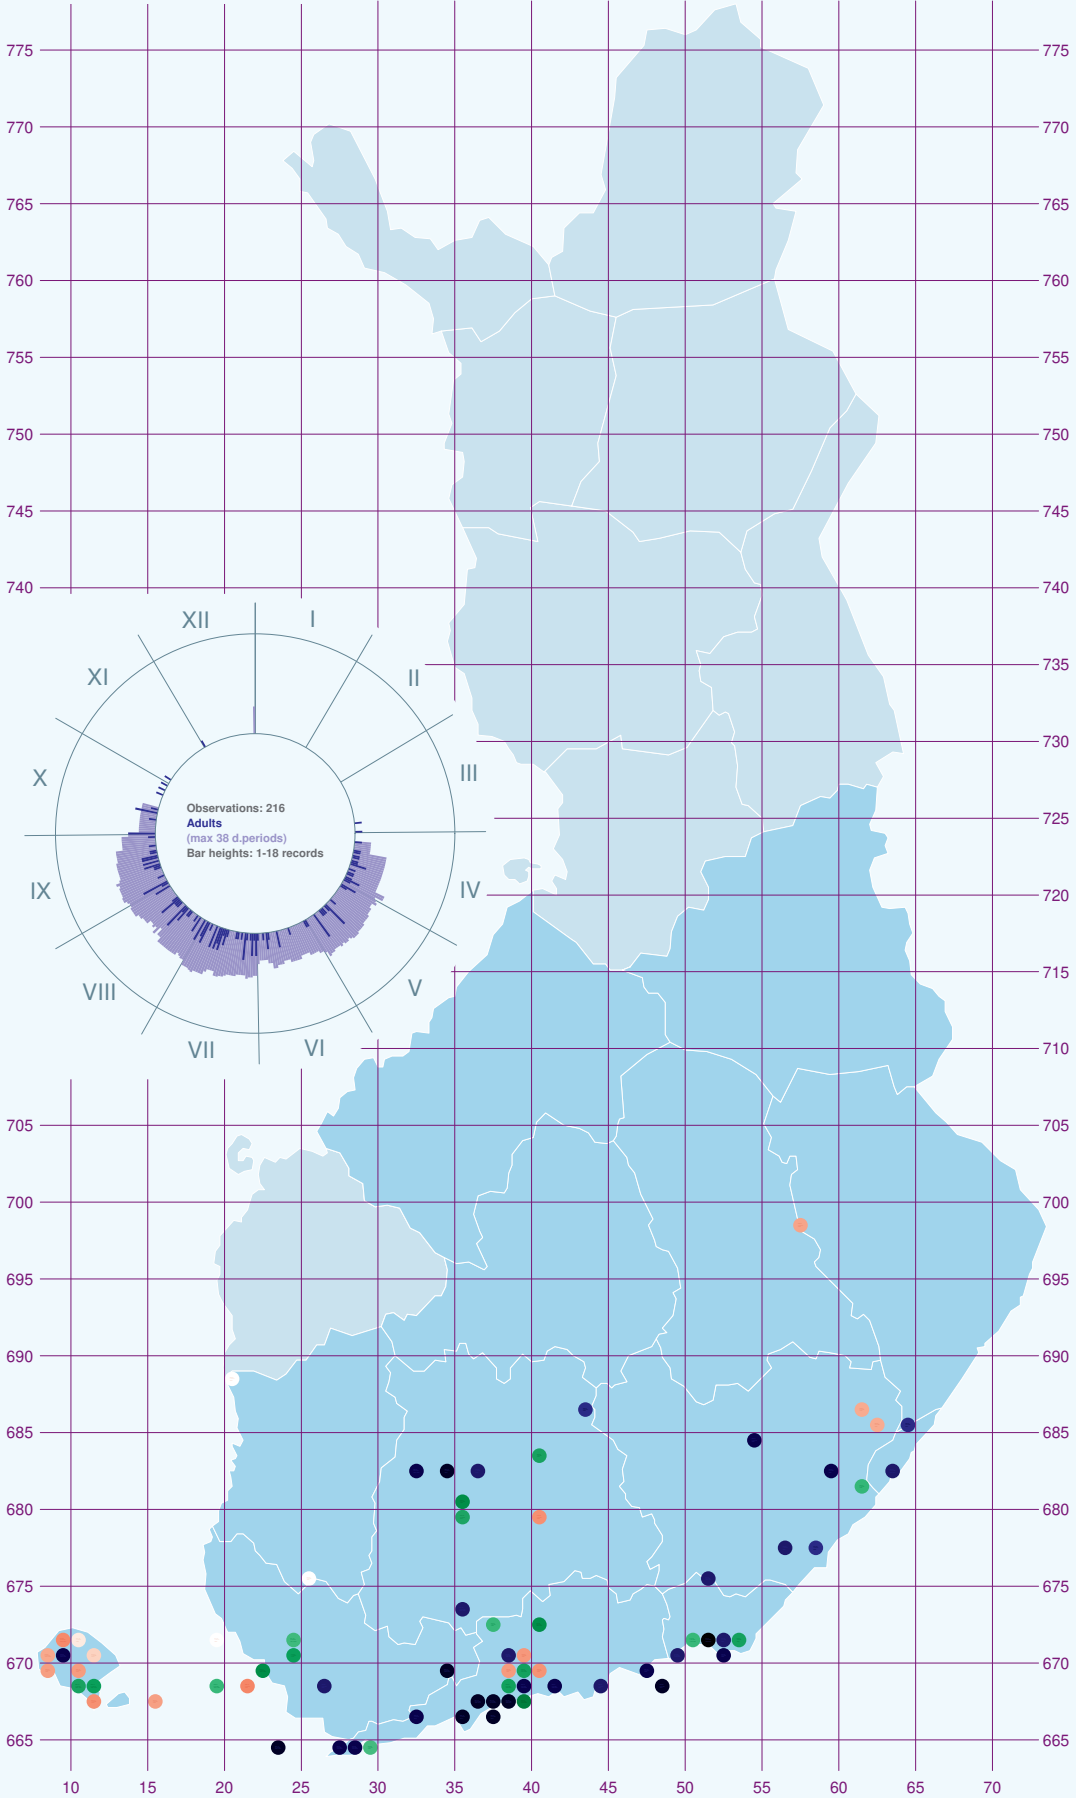 775 775
770 770
765 765
760 760
755 755
750 750
745 745
740 740
XII I
735
XI II
730
X III
Observations: 216
725
Adults
(max 38 d.periods)
Bar heights: 1-18 records
IX IV
720
VIII V
715
VII VI
710
705 705
700 700
695 695
690 690
685 685
680 680
675 675
670 670
665 665
10 15 20 25 30 35 40 45 50 55 60 65 70